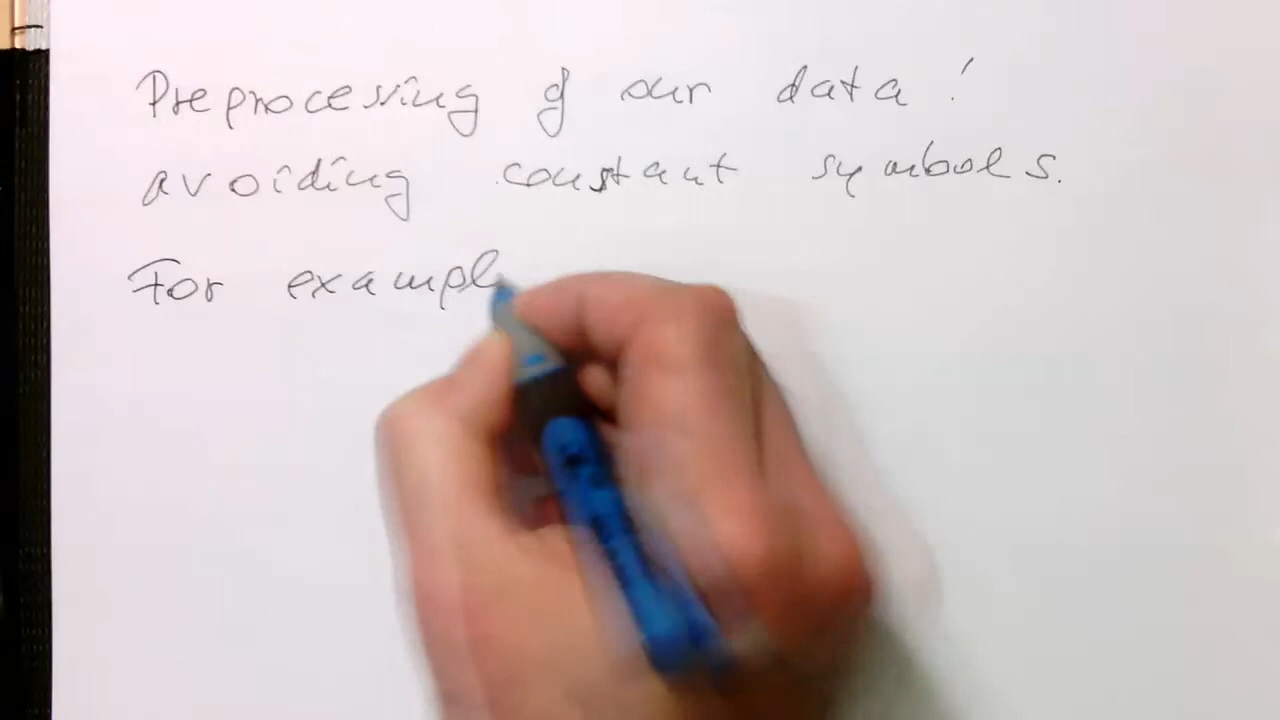 Preprocessing of our data!
avoiding constant symbols.
For exampl